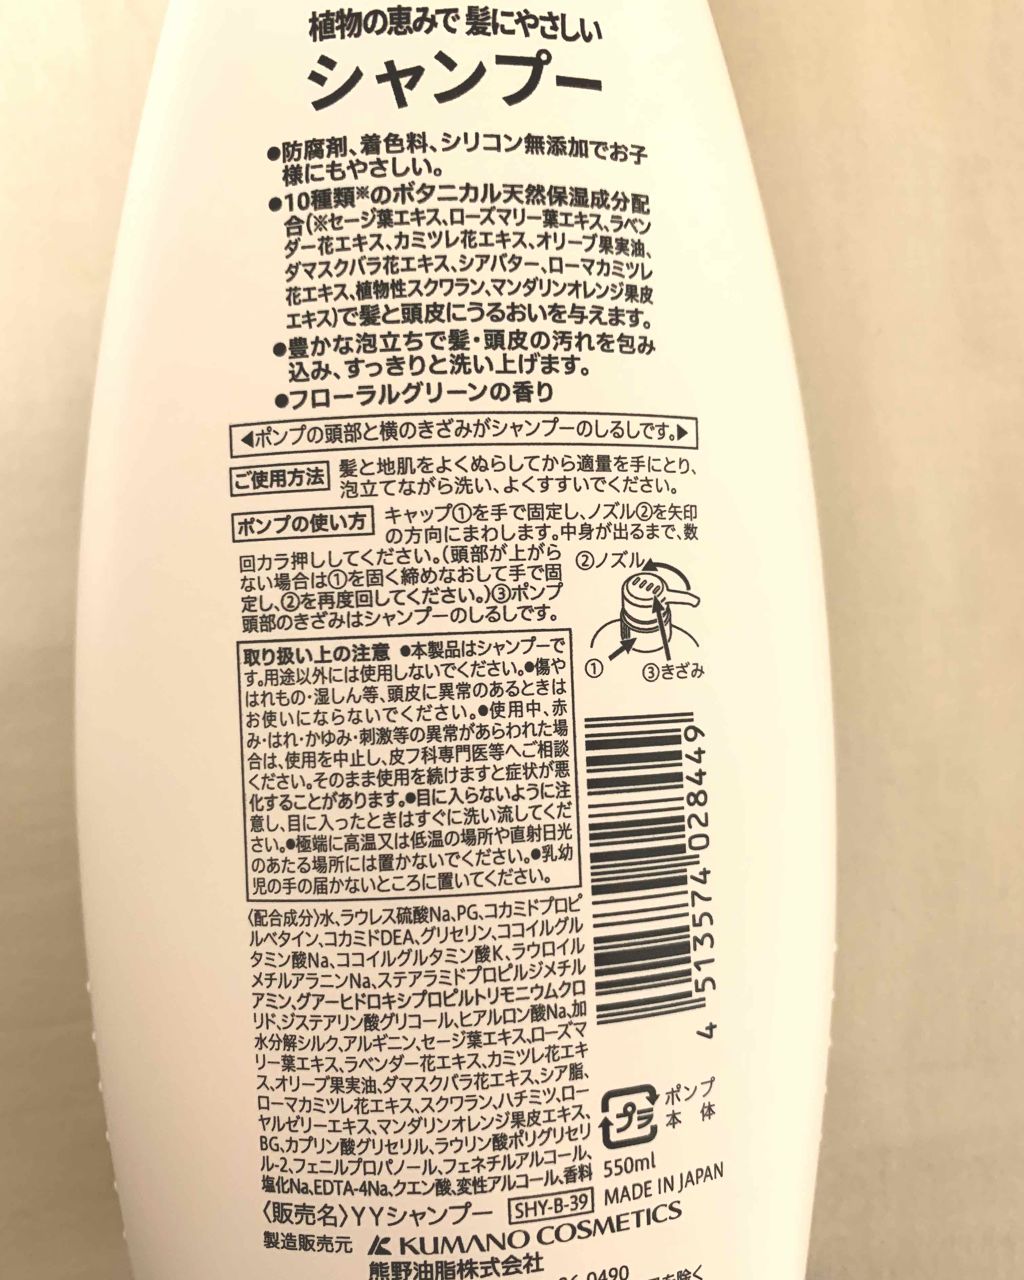 植物の恵みで 髪にやさしい
シャンプー
●防腐剤、着色料、シリコン無添加でお子
様にもやさしい。
●10種類※のボタニカル天然保湿成分配
合(※セージ葉エキス、ローズマリー葉エキス、ラベン
ダー花エキス、カミツレ花エキス、オリーブ果実油、
ダマスクバラ花エキス、シアバター、ローマカミツレ
花エキス、植物性スクワラン、マンダリンオレンジ果皮
エキス)で髪と頭皮にうるおいを与えます。
●豊かな泡立ちで髪・頭皮の汚れを包み
込み、すっきりと洗い上げます。
●フローラルグリーンの香り
◀ポンプの頭部と横のきざみがシャンプーのしるしです。▶
ご使用方法 髪と地肌をよくぬらしてから適量を手にとり、
泡立てながら洗い、よくすすいでください。
ポンプの使い方 キャップ①を手で固定し、ノズル②を矢印
の方向にまわします。中身が出るまで、数
回カラ押ししてください。(頭部が上がら
ない場合は①を固く締めなおして手で固
定し、②を再度回してください。)③ポンプ
頭部のきざみはシャンプーのしるしです。
②ノズル
①
③きざみ
取り扱い上の注意 ●本製品はシャンプーで
す。用途以外には使用しないでください。●傷や
はれもの・湿しん等、頭皮に異常のあるときは
お使いにならないでください。●使用中、赤
み・はれ・かゆみ・刺激等の異常があらわれた場
合は、使用を中止し、皮フ科専門医等へご相談
ください。そのまま使用を続けますと症状が悪
化することがあります。●目に入らないように注
意し、目に入ったときはすぐに洗い流してくだ
さい。●極端に高温又は低温の場所や直射日光
のあたる場所には置かないでください。●乳幼
児の手の届かないところに置いてください。
4 513574 028449
〈配合成分〉水、ラウレス硫酸Na、PG、コカミドプロピ
ルベタイン、コカミドDEA、グリセリン、ココイルグル
タミン酸Na、ココイルグルタミン酸K、ラウロイル
メチルアラニンNa、ステアラミドプロピルジメチル
アミン、グアーヒドロキシプロピルトリモニウムクロ
リド、ジステアリン酸グリコール、ヒアルロン酸Na、加
水分解シルク、アルギニン、セージ葉エキス、ローズマ
リー葉エキス、ラベンダー花エキス、カミツレ花エキ
ス、オリーブ果実油、ダマスクバラ花エキス、シア脂、
ローマカミツレ花エキス、スクワラン、ハチミツ、ロー
ヤルゼリーエキス、マンダリンオレンジ果皮エキス、
BG、カプリン酸グリセリル、ラウリン酸ポリグリセリ
ル-2、フェニルプロパノール、フェネチルアルコール、
塩化Na、EDTA-4Na、クエン酸、変性アルコール、香料
プラ
ポンプ
本 体
550ml
〈販売名〉YYシャンプー SHY-B-39 MADE IN JAPAN
製造販売元 KUMANO COSMETICS
熊野油脂株式会社
0490
を除く